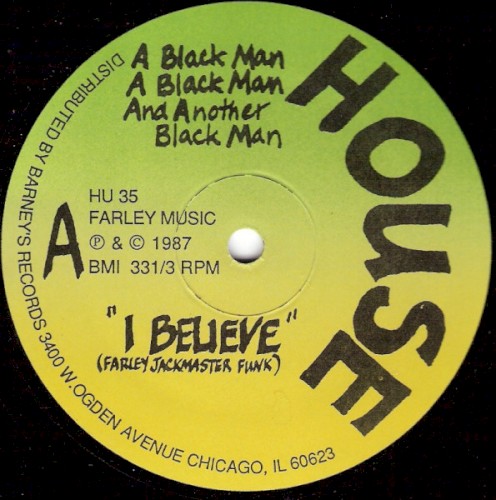 A Black Man
A Black Man
And Another
Black Man
HOUSE
A
HU 35
FARLEY MUSIC
℗ & © 1987
BMI 331/3 RPM
"I BELIEVE"
(FARLEY JACKMASTER FUNK)
DISTRIBUTED BY BARNEY'S RECORDS 3400 W.OGDEN AVENUE CHICAGO, IL 60623